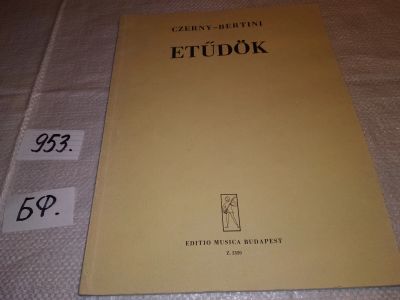 CZERNY-BERTINI
ETŰDÖK
953.
БФ.
EDITIO MUSICA BUDAPEST